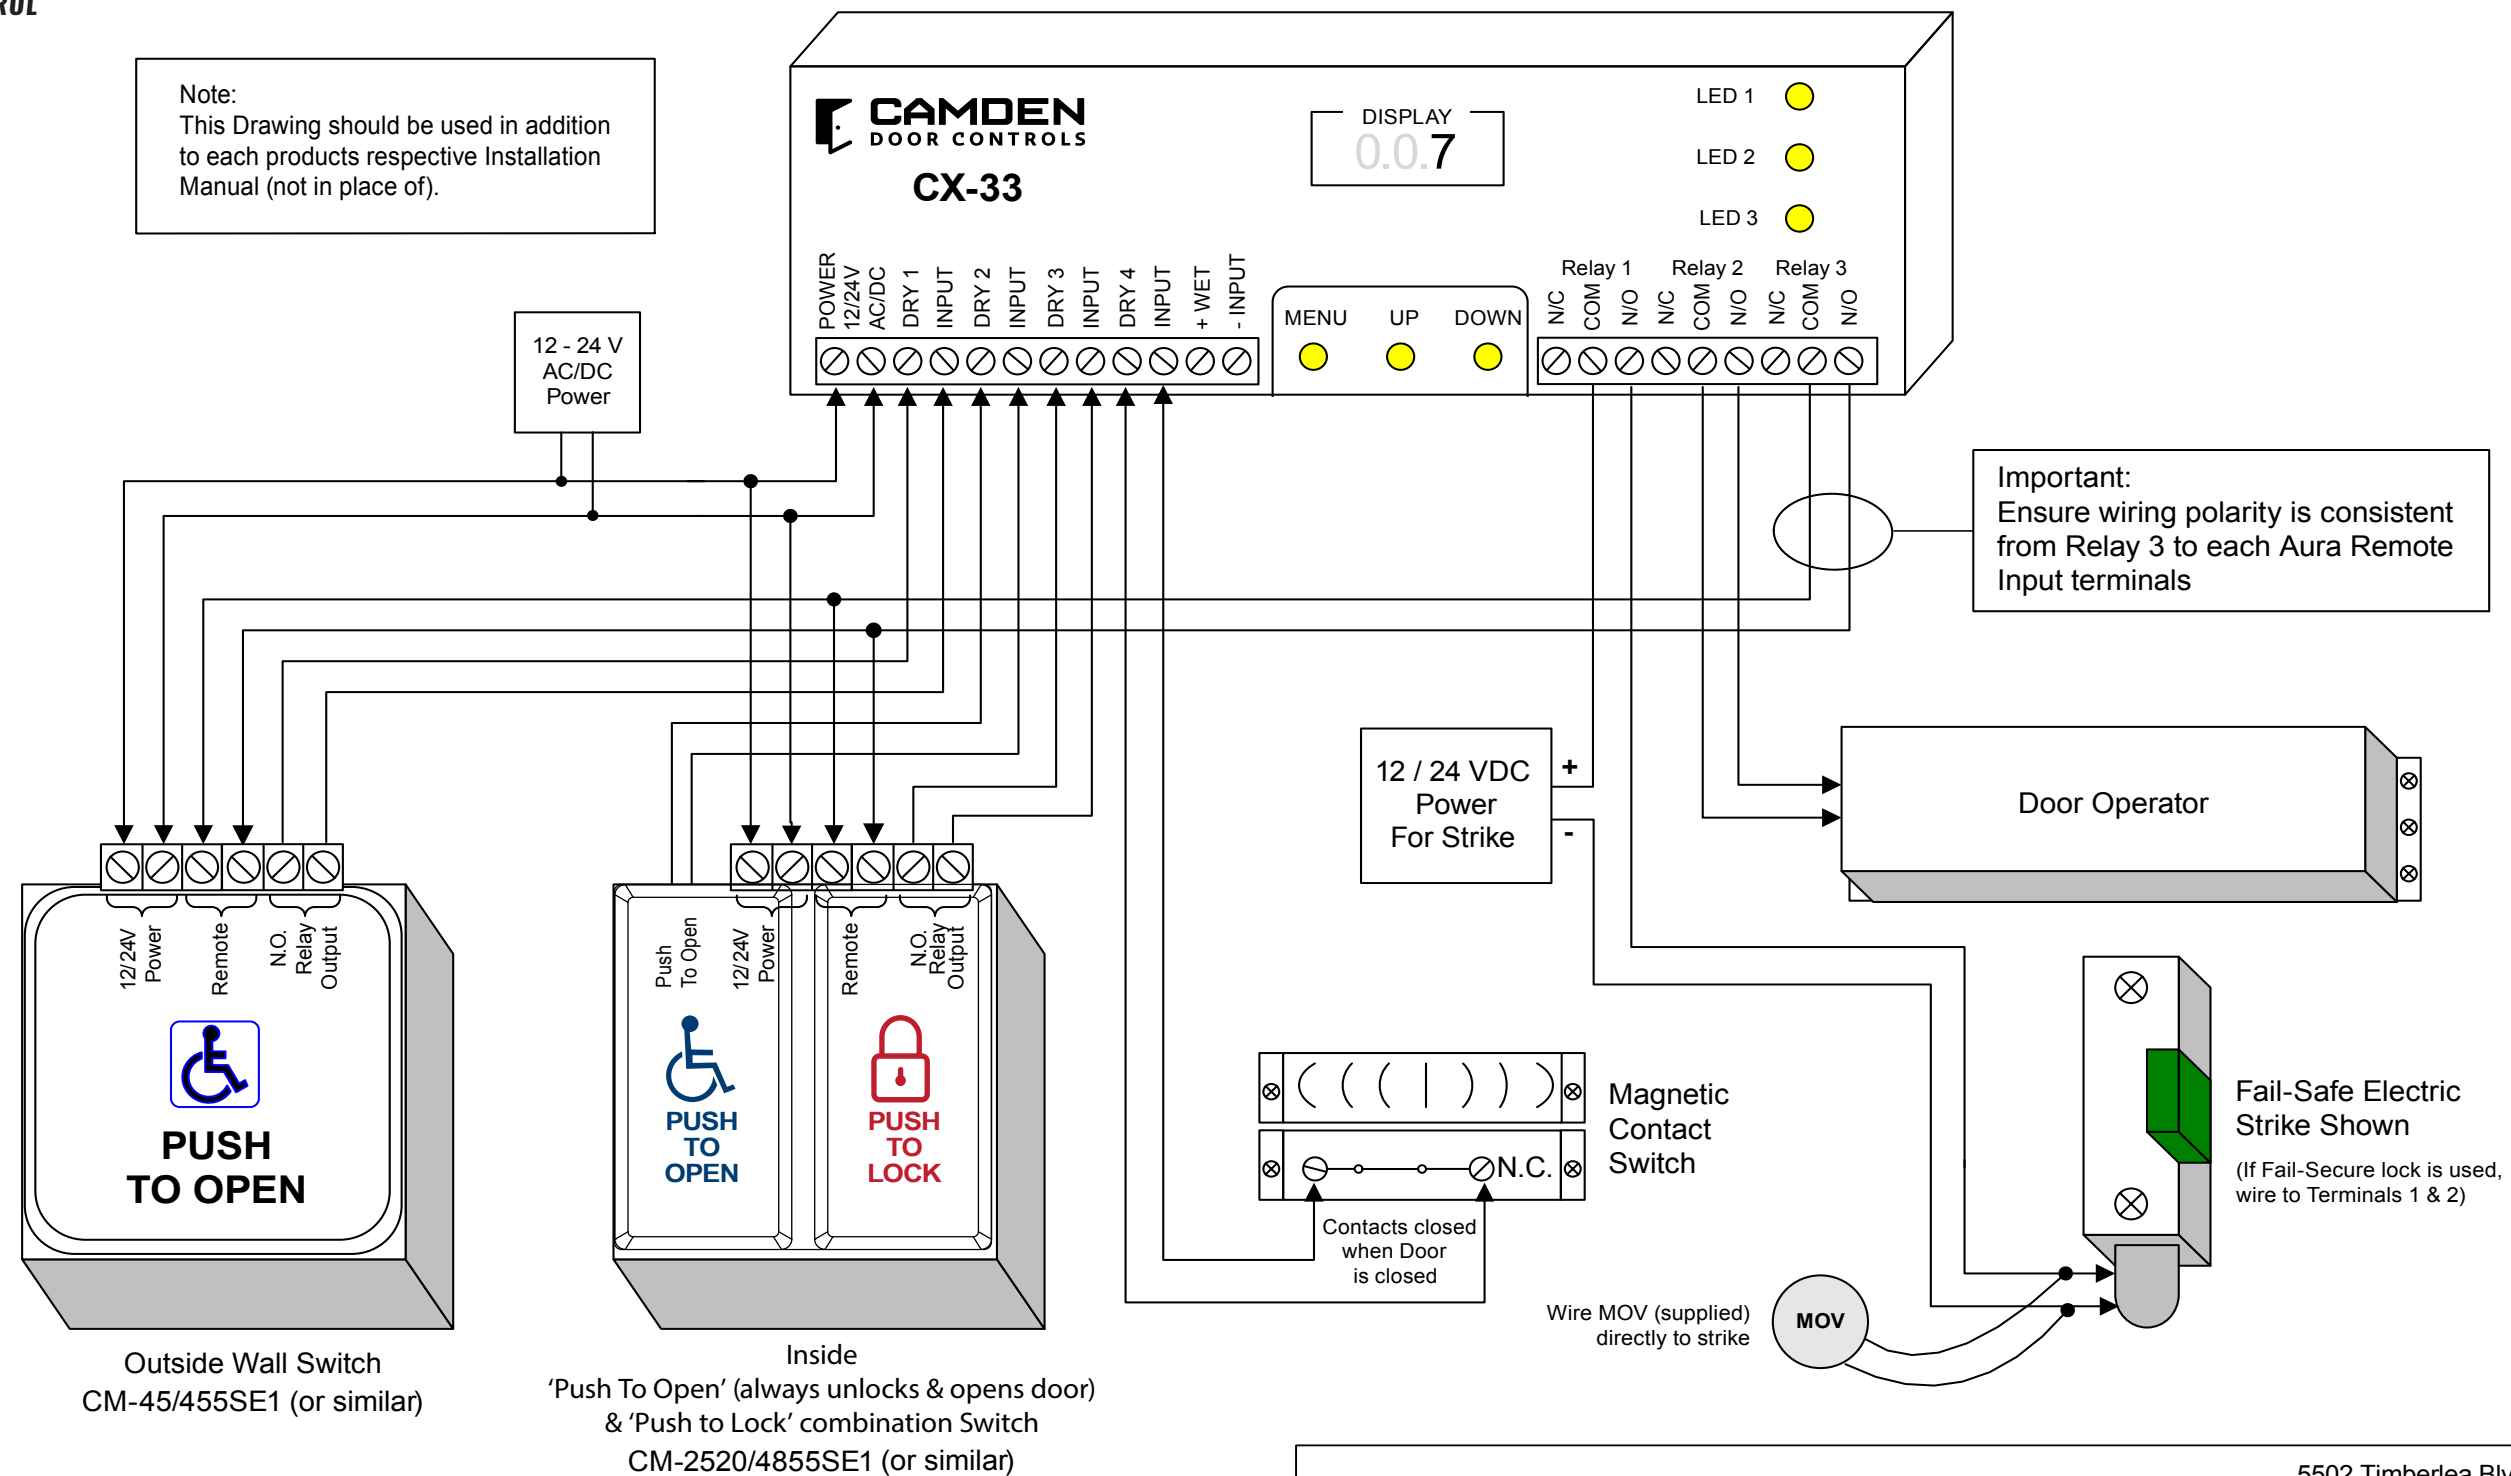 Note:
This Drawing should be used in addition
to each products respective Installation
Manual (not in place of).
CAMDEN
DOOR CONTROLS
CX-33
DISPLAY
0.0.7
LED 1
LED 2
LED 3
POWER
12/24V
AC/DC
DRY 1
INPUT
DRY 2
INPUT
DRY 3
INPUT
DRY 4
INPUT
+ WET
- INPUT
MENU UP DOWN
Relay 1 Relay 2 Relay 3
N/C
COM
N/O
N/C
COM
N/O
N/C
COM
N/O
12 - 24 V
AC/DC
Power
Important:
Ensure wiring polarity is consistent
from Relay 3 to each Aura Remote
Input terminals
12 / 24 VDC
Power
For Strike
+
-
Door Operator
12/24V
Power
Remote
N.O.
Relay
Output
PUSH
TO OPEN
Outside Wall Switch
CM-45/455SE1 (or similar)
Push
To Open
12/24V
Power
Remote
N.O.
Relay
Output
PUSH
TO
OPEN
PUSH
TO
LOCK
Inside
‘Push To Open’ (always unlocks & opens door)
& ‘Push to Lock’ combination Switch
CM-2520/4855SE1 (or similar)
Magnetic
Contact
Switch
N.C.
Contacts closed
when Door
is closed
Fail-Safe Electric
Strike Shown
(If Fail-Secure lock is used,
wire to Terminals 1 & 2)
Wire MOV (supplied)
directly to strike
MOV
5502 Timberlea